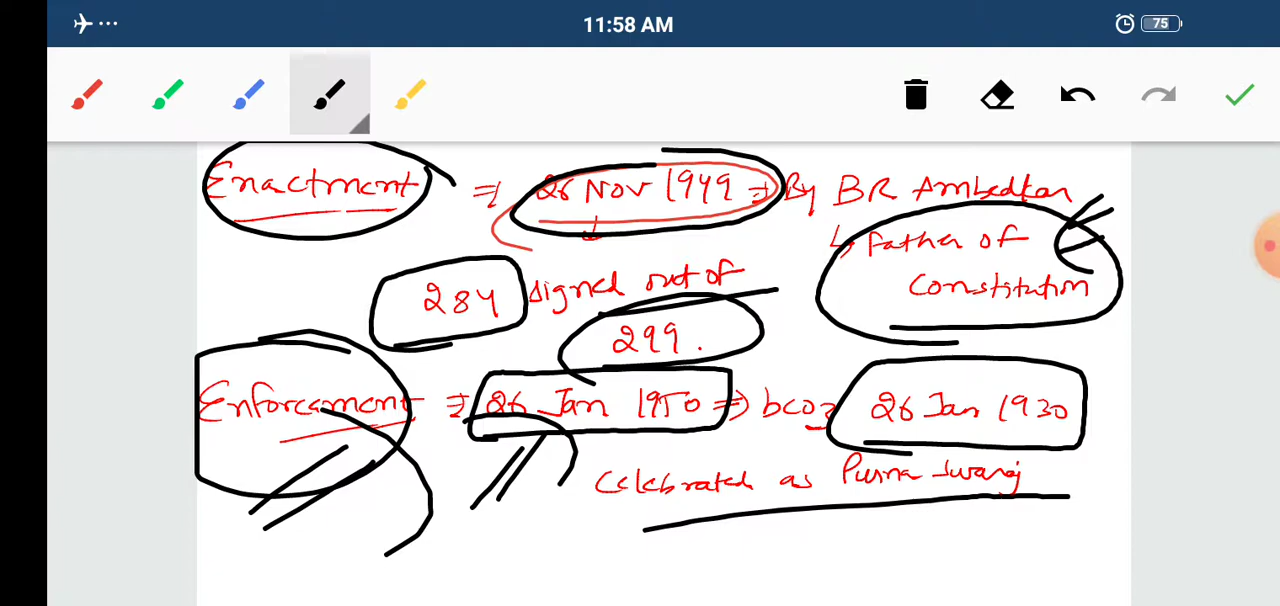 11:58 AM
75
Enactment => 26 Nov 1949 => By BR Ambedkar
↳ Father of
Constitution
284 signed out of
299.
Enforcement => 26 Jan 1950 => bcoz 26 Jan 1930
Celebrated as Purna Swaraj